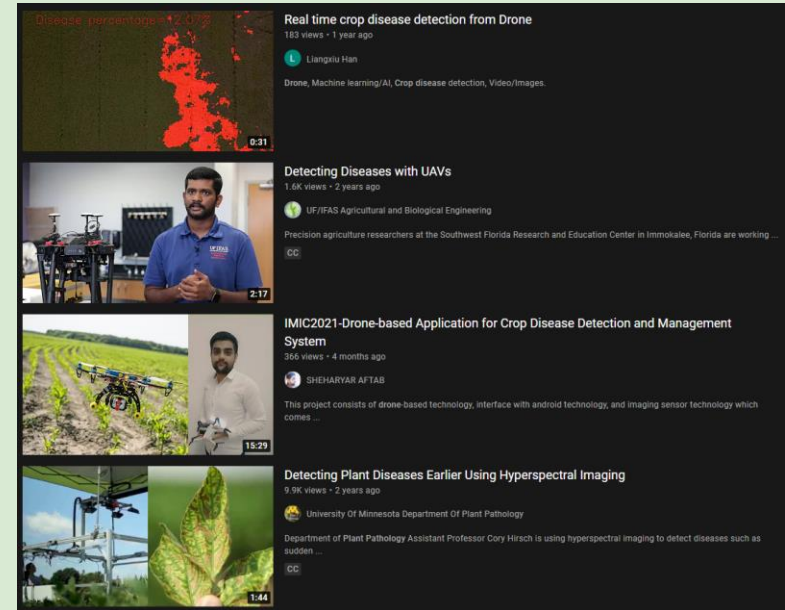 Disease percentage:12.07%
0:31
Real time crop disease detection from Drone
183 views • 1 year ago
L
Liangxiu Han
Drone, Machine learning/AI, Crop disease detection, Video/Images.
UF/IFAS
2:17
Detecting Diseases with UAVs
1.6K views • 2 years ago
UF/IFAS Agricultural and Biological Engineering
Precision agriculture researchers at the Southwest Florida Research and Education Center in Immokalee, Florida are working ...
CC
15:29
IMIC2021-Drone-based Application for Crop Disease Detection and Management
System
366 views • 4 months ago
SHEHARYAR AFTAB
This project consists of drone-based technology, interface with android technology, and imaging sensor technology which
comes ...
1:44
Detecting Plant Diseases Earlier Using Hyperspectral Imaging
9.9K views • 2 years ago
University Of Minnesota Department Of Plant Pathology
Department of Plant Pathology Assistant Professor Cory Hirsch is using hyperspectral imaging to detect diseases such as
sudden ...
CC